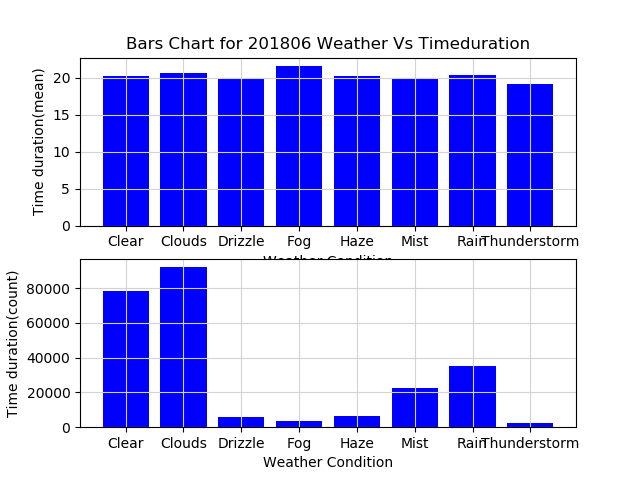 Bars Chart for 201806 Weather Vs Timeduration
Time duration(mean)
20
15
10
5
0
Clear Clouds Drizzle Fog Haze Mist Rain Thunderstorm
Weather Condition
Time duration(count)
80000
60000
40000
20000
0
Clear Clouds Drizzle Fog Haze Mist Rain Thunderstorm
Weather Condition